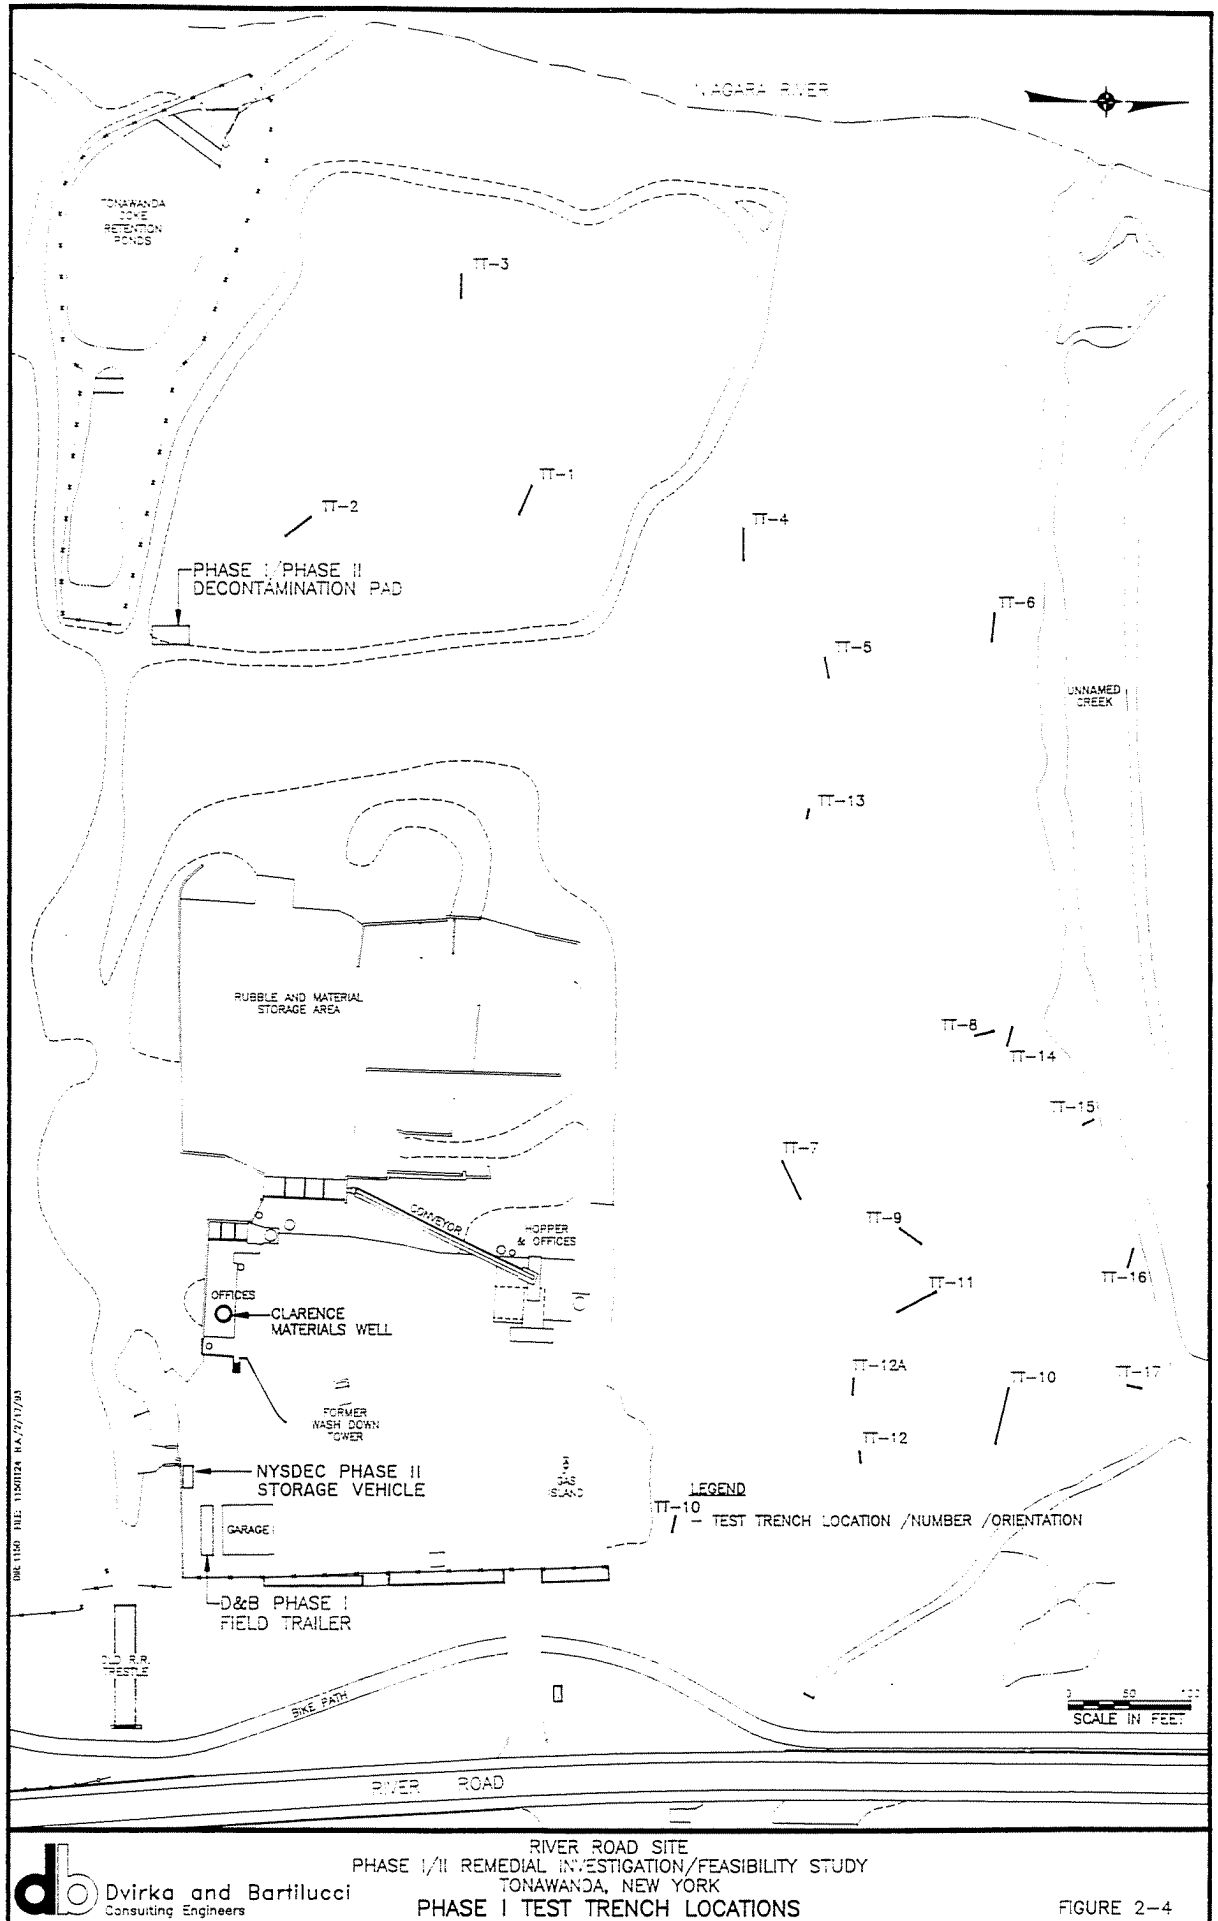 NIAGARA RIVER
TONAWANDA
COKE
RETENTION
PONDS
TT-3
TT-1
TT-2
TT-4
PHASE I/PHASE II
DECONTAMINATION PAD
TT-6
TT-5
UNNAMED
CREEK
TT-13
RUBBLE AND MATERIAL
STORAGE AREA
TT-8
TT-14
TT-15
TT-7
CONVEYOR
HOPPER
& OFFICES
TT-9
TT-16
TT-11
OFFICES
CLARENCE
MATERIALS WELL
TT-12A
TT-10
TT-17
FORMER
WASH DOWN
TOWER
TT-12
NYSDEC PHASE II
STORAGE VEHICLE
GAS
ISLAND
LEGEND
TT-10
- TEST TRENCH LOCATION /NUMBER /ORIENTATION
GARAGE
D&B PHASE I
FIELD TRAILER
OLD R.R.
TRESTLE
BIKE PATH
0 50 100
SCALE IN FEET
RIVER ROAD
db
Dvirka and Bartilucci
Consulting Engineers
RIVER ROAD SITE
PHASE I/II REMEDIAL INVESTIGATION/FEASIBILITY STUDY
TONAWANDA, NEW YORK
PHASE I TEST TRENCH LOCATIONS
FIGURE 2-4